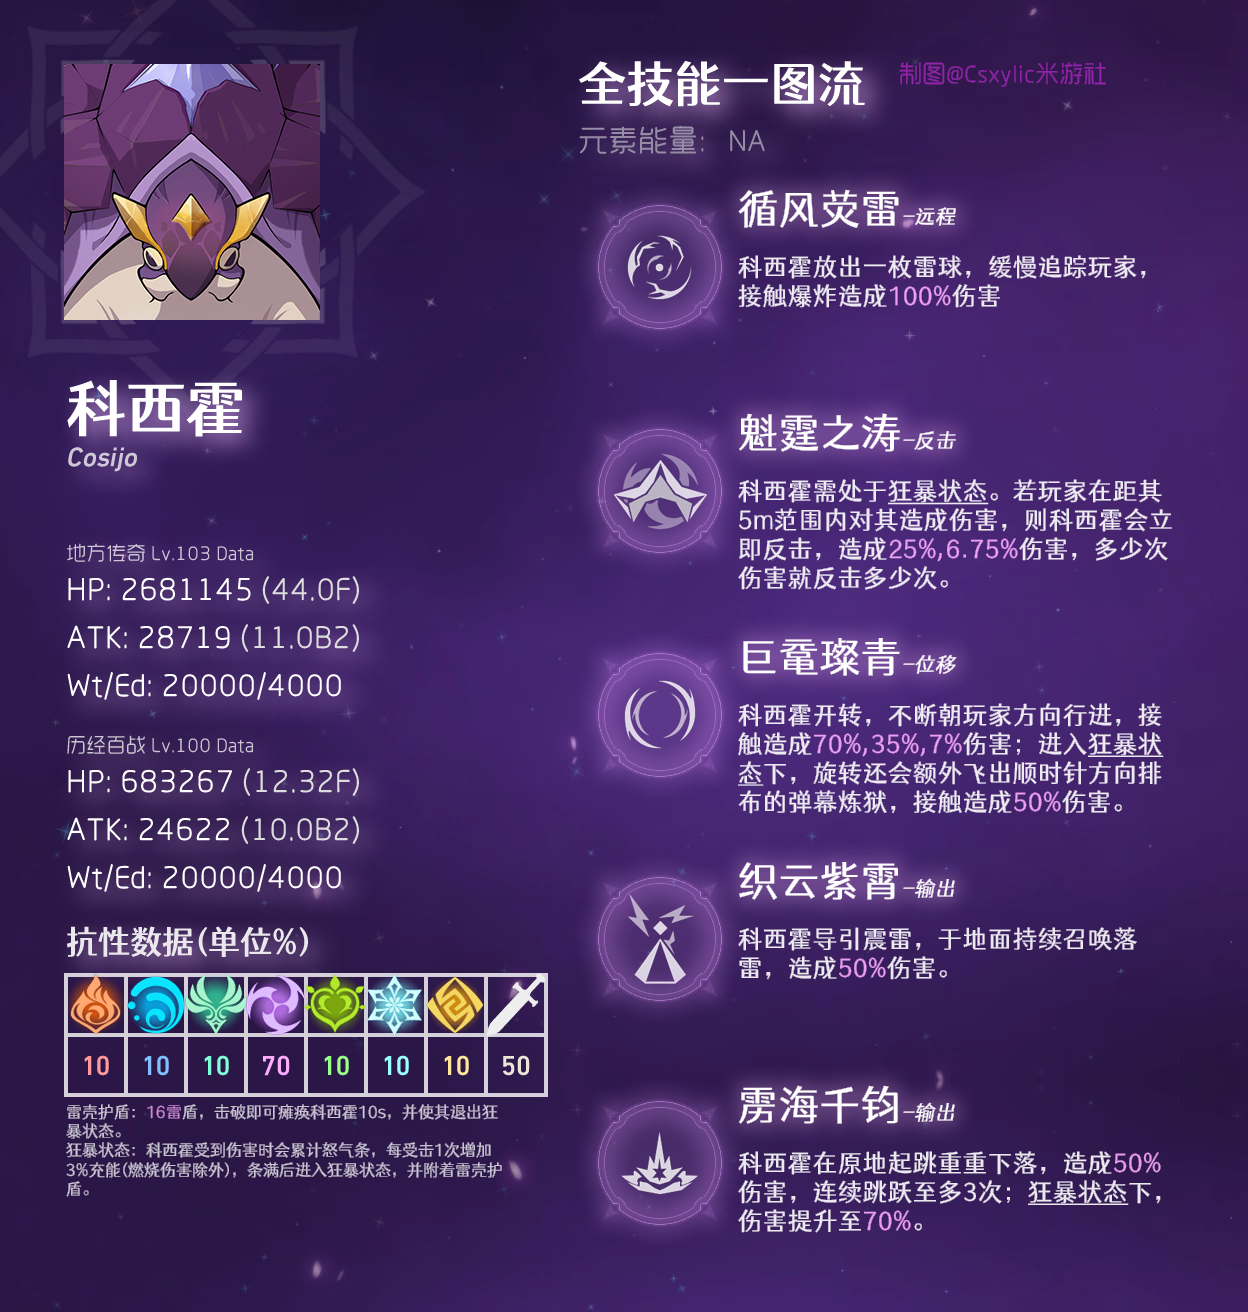 全技能一图流
制图@Csxylic米游社
元素能量： NA
科西霍
Cosijo
地方传奇 Lv.103 Data
HP: 2681145 (44.0F)
ATK: 28719 (11.0B2)
Wt/Ed: 20000/4000
历经百战 Lv.100 Data
HP: 683267 (12.32F)
ATK: 24622 (10.0B2)
Wt/Ed: 20000/4000
抗性数据(单位%)
10 10 10 70 10 10 10 50
雷壳护盾：16雷盾，击破即可瘫痪科西霍10s，并使其退出狂
暴状态。
狂暴状态：科西霍受到伤害时会累计怒气条，每受击1次增加
3%充能(燃烧伤害除外)，条满后进入狂暴状态，并附着雷壳护
盾。
循风荧雷-远程
科西霍放出一枚雷球，缓慢追踪玩家，
接触爆炸造成100%伤害
魁霆之涛-反击
科西霍需处于狂暴状态。若玩家在距其
5m范围内对其造成伤害，则科西霍会立
即反击，造成25%,6.75%伤害，多少次
伤害就反击多少次。
巨鼋璨青-位移
科西霍开转，不断朝玩家方向行进，接
触造成70%,35%,7%伤害；进入狂暴状
态下，旋转还会额外飞出顺时针方向排
布的弹幕炼狱，接触造成50%伤害。
织云紫霄-输出
科西霍导引震雷，于地面持续召唤落
雷，造成50%伤害。
雳海千钧-输出
科西霍在原地起跳重重下落，造成50%
伤害，连续跳跃至多3次；狂暴状态下，
伤害提升至70%。